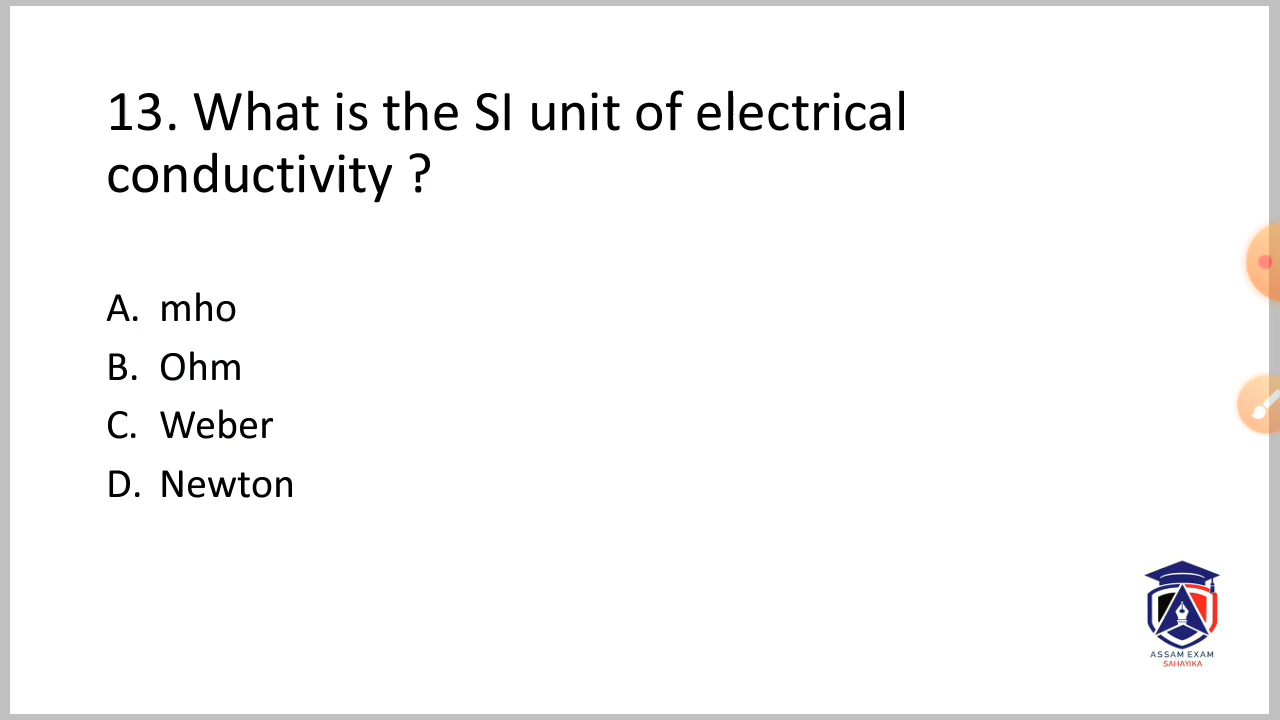 13. What is the SI unit of electrical
conductivity ?
A. mho
B. Ohm
C. Weber
D. Newton
ASSAM EXAM
SAHAYIKA